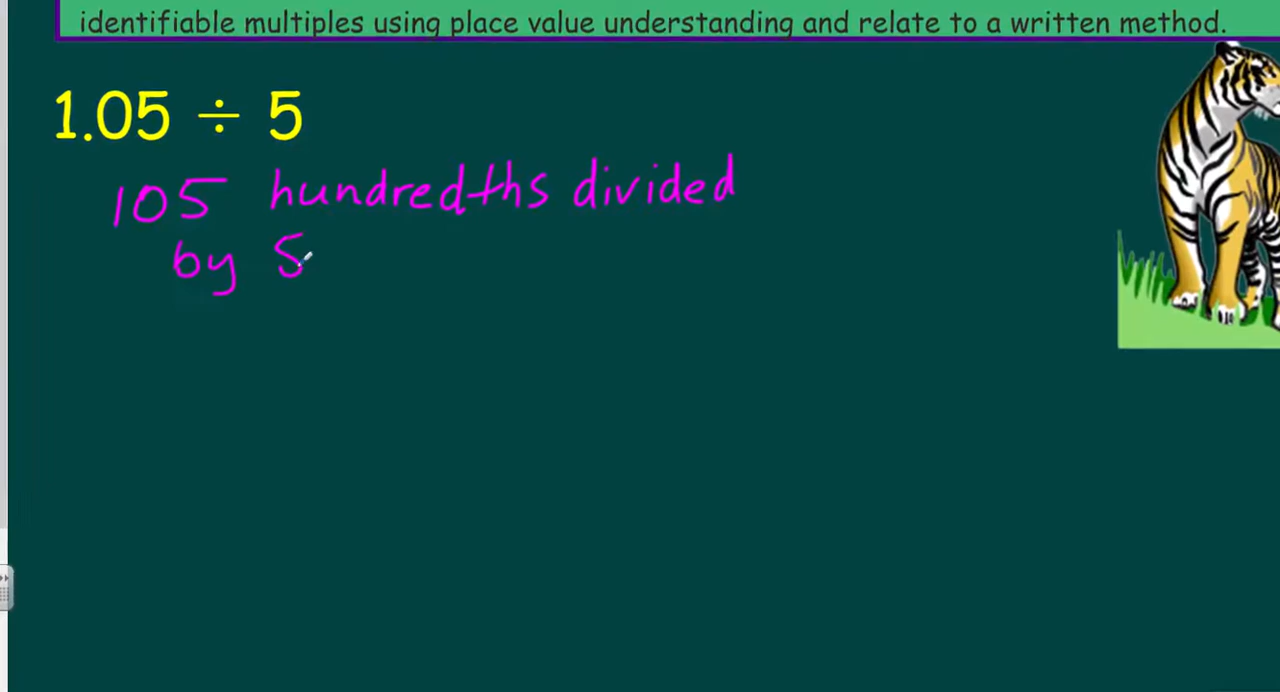 identifiable multiples using place value understanding and relate to a written method.
1.05 ÷ 5
105 hundredths divided
by 5